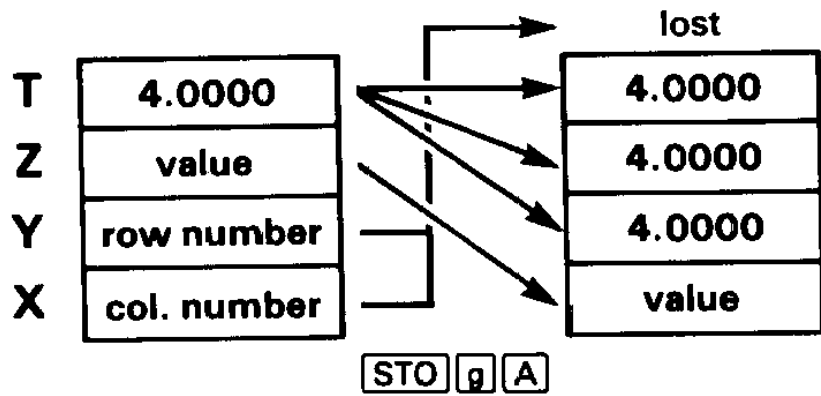 lost
T 4.0000 4.0000
Z value 4.0000
Y row number 4.0000
X col. number value
STO g A